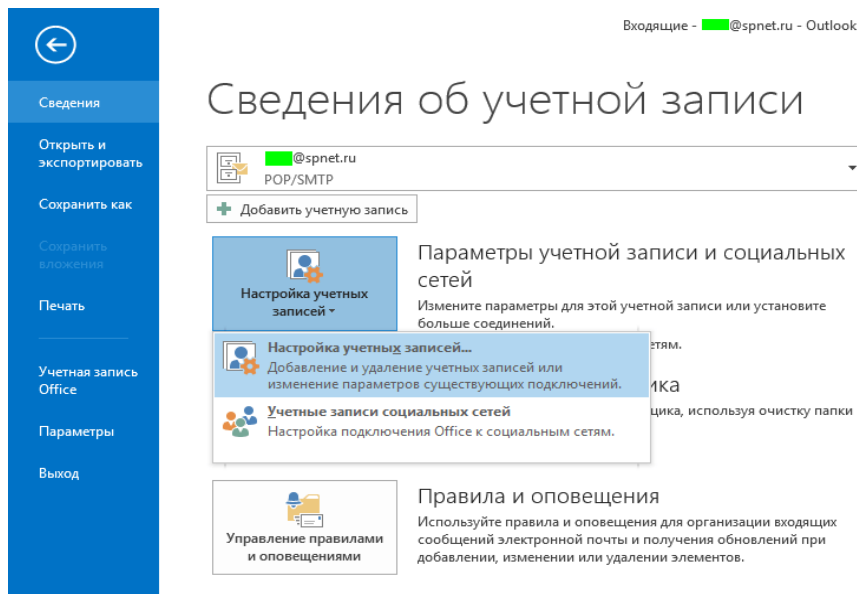 Входящие - @spnet.ru - Outlook
Сведения
Открыть и
экспортировать
Сохранить как
Сохранить
вложения
Печать
Учетная запись
Office
Параметры
Выход
Сведения об учетной записи
@spnet.ru
POP/SMTP
Добавить учетную запись
Настройка учетных
записей
Параметры учетной записи и социальных
сетей
Измените параметры для этой учетной записи или установите
больше соединений.
Настройка учетных записей...
Добавление и удаление учетных записей или
изменение параметров существующих подключений.
Учетные записи социальных сетей
Настройка подключения Office к социальным сетям.
используя очистку папки
Управление правилами
и оповещениями
Правила и оповещения
Используйте правила и оповещения для организации входящих
сообщений электронной почты и получения обновлений при
добавлении, изменении или удалении элементов.